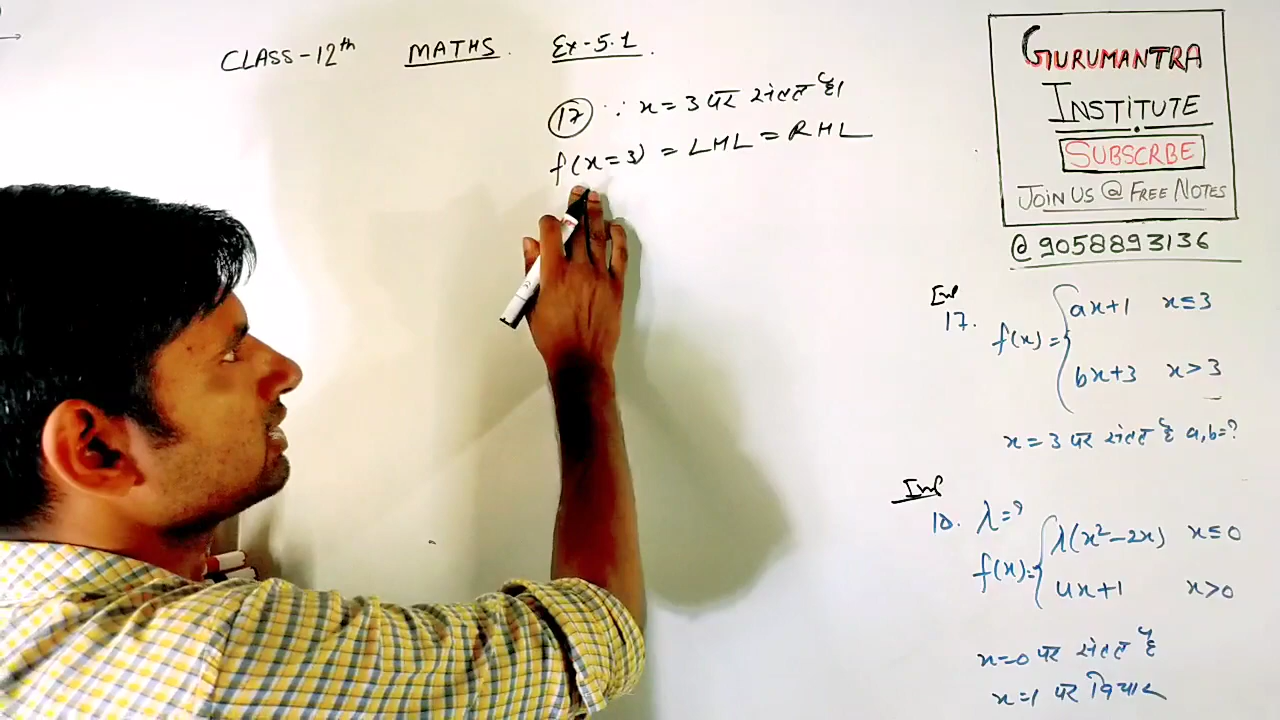 CLASS-12th MATHS. Ex-5.1.
17 ∵ x=3 पर संतत है।
f(x=3) = LHL = RHL
GURUMANTRA
INSTITUTE
SUBSCRBE
JOIN US @ FREE NOTES
@ 9058893136
Imp
17. f(x) = { ax+1 x≤3
bx+3 x>3
x=3 पर संतत है a,b=?
Imp
18. λ=?
f(x)= { λ(x²-2x) x≤0
4x+1 x>0
x=0 पर संतत है
x=1 पर विचार